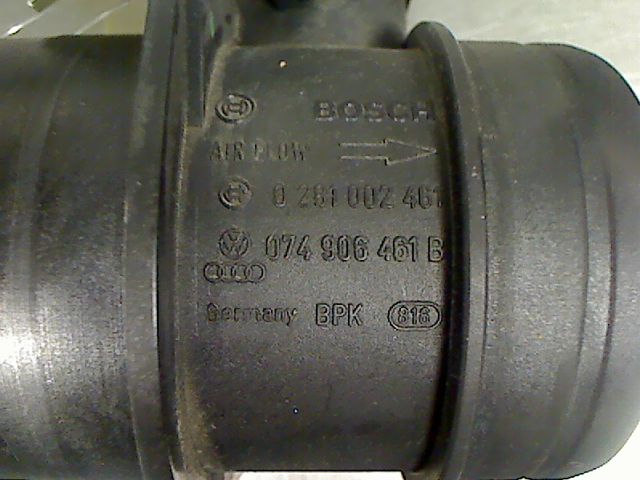 BOSCH
AIR FLOW
0 281 002 461
074 906 461 B
Germany BPK 816